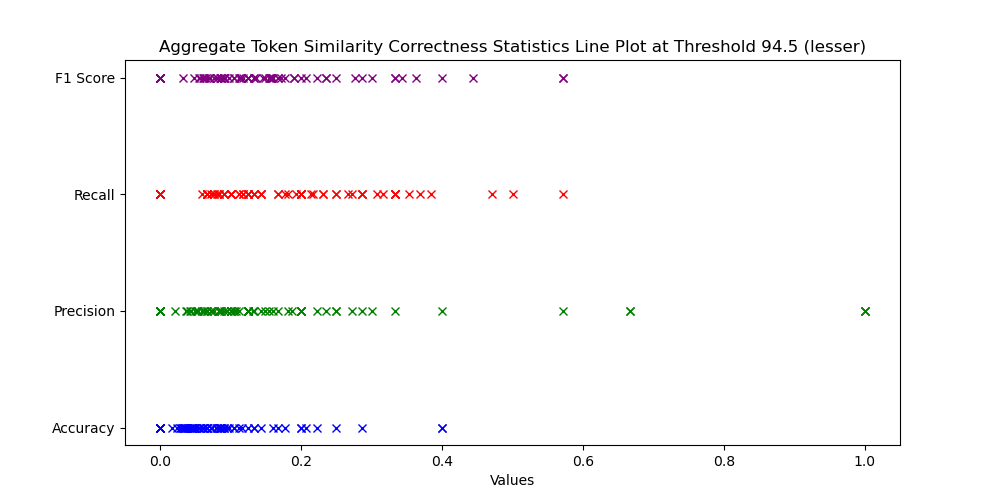 Aggregate Token Similarity Correctness Statistics Line Plot at Threshold 94.5 (lesser)
F1 Score
Recall
Precision
Accuracy
0.0 0.2 0.4 0.6 0.8 1.0
Values